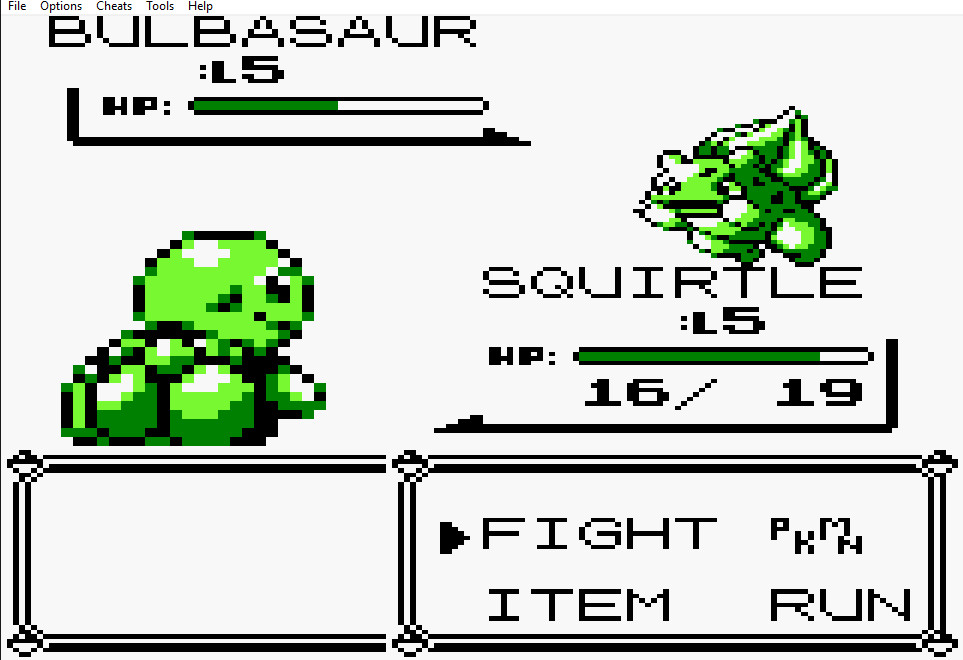 File Options Cheats Tools Help
BULBASAUR
:L5
HP:
SQUIRTLE
:L5
HP:
16/ 19
FIGHT PKMN
ITEM RUN